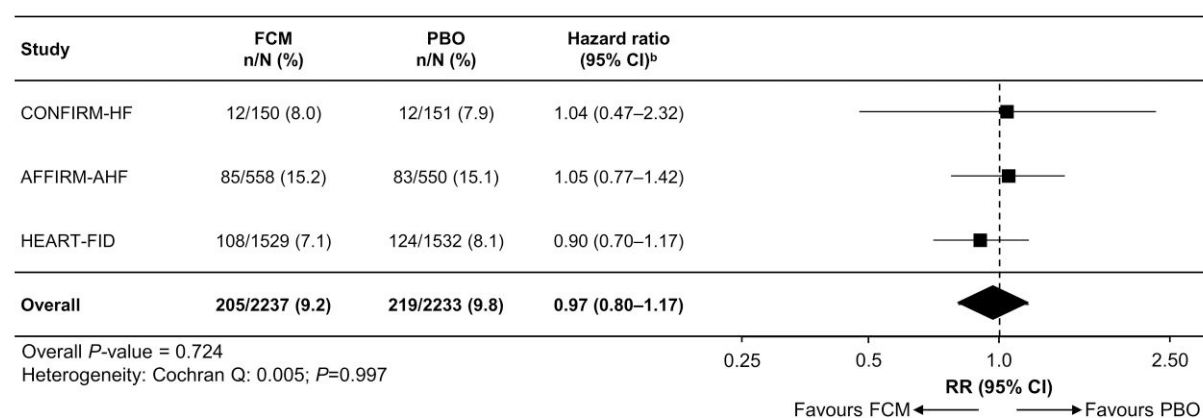 Study FCM n/N (%) PBO n/N (%) Hazard ratio (95% CI)ᵇ
CONFIRM-HF 12/150 (8.0) 12/151 (7.9) 1.04 (0.47–2.32)
AFFIRM-AHF 85/558 (15.2) 83/550 (15.1) 1.05 (0.77–1.42)
HEART-FID 108/1529 (7.1) 124/1532 (8.1) 0.90 (0.70–1.17)
Overall 205/2237 (9.2) 219/2233 (9.8) 0.97 (0.80–1.17)
Overall P-value = 0.724
Heterogeneity: Cochran Q: 0.005; P=0.997
0.25 0.5 1.0 2.50
RR (95% CI)
Favours FCM Favours PBO